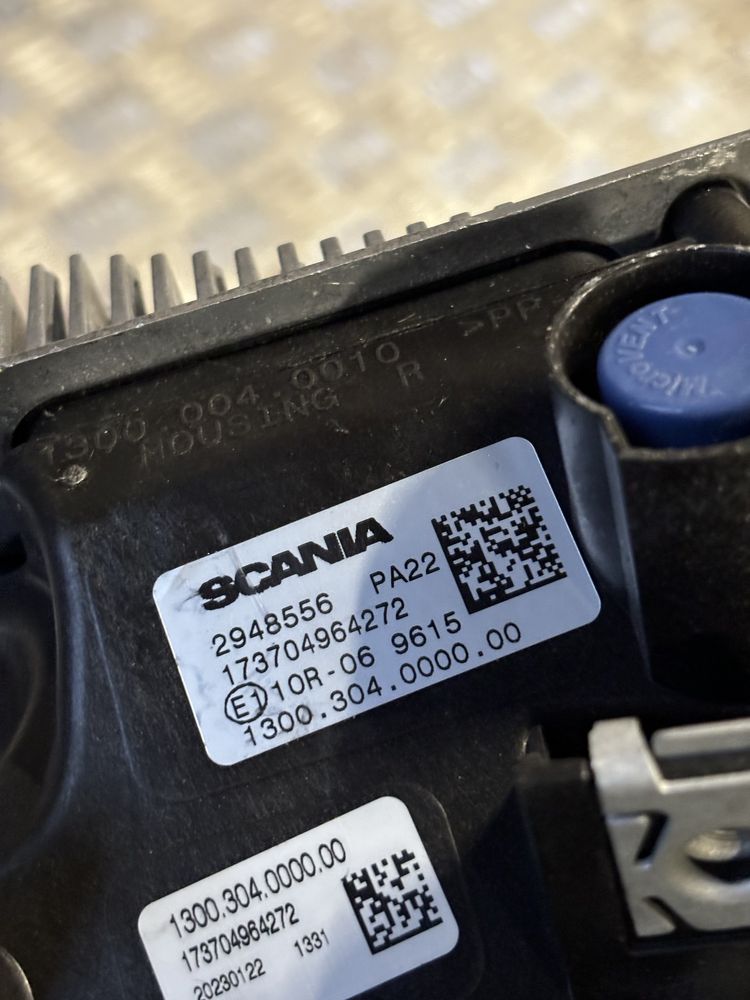 1300 004 0010 >PP
HOUSING R
MicroVENT
SCANIA
2948556 PA22
173704964272
E1 10R-06 9615
1300.304.0000.00
1300.304.0000.00
173704964272
20230122 1331